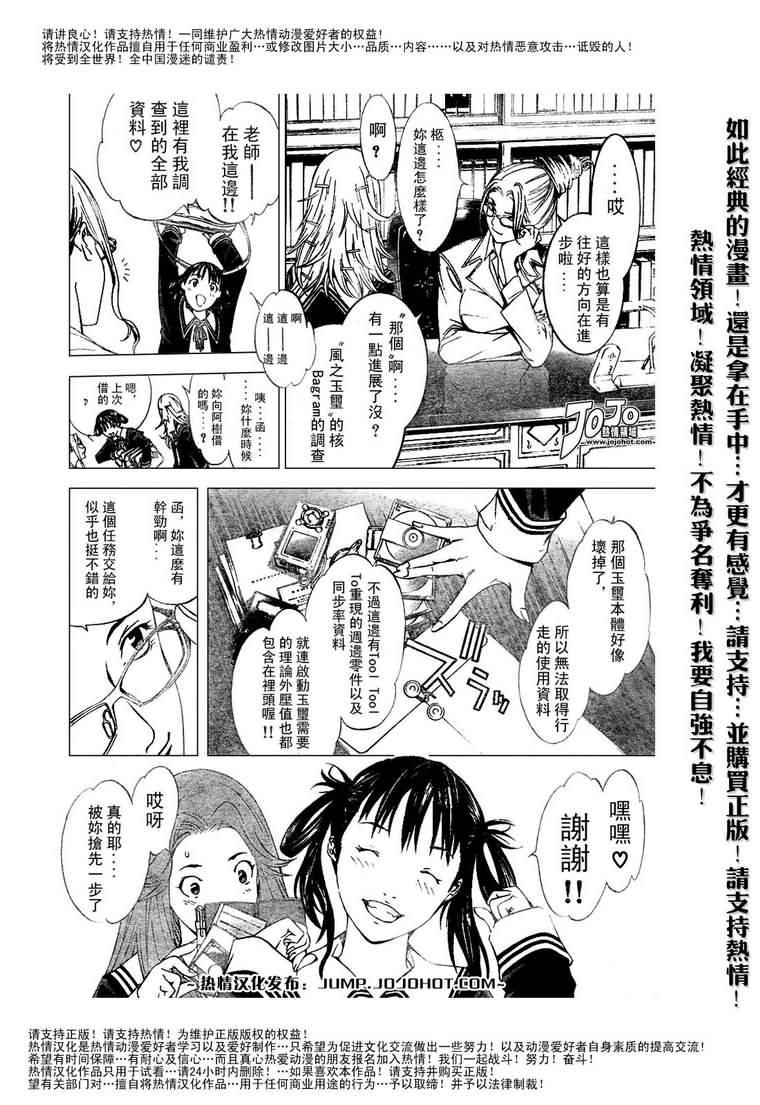 请讲良心！请支持热情！一同维护广大热情动漫爱好者的权益！
将热情汉化作品擅自用于任何商业盈利…或修改图片大小…品质…内容……以及对热情恶意攻击…诋毁的人！
将受到全世界！全中国漫迷的谴责！
如此經典的漫畫！還是拿在手中…才更有感覺…請支持…並購買正版！請支持熱情！
熱情領域！凝聚熱情！不為爭名奪利！我要自強不息！
‥‥哎
這樣也算是有
往好的方向在進
步啦‥‥
柩
‥‥
妳這邊怎麼樣了？
啊
‥‥
？
〝那個〞啊‥‥
有一點進展了沒？
〝風之玉璽〞的核
Bagram的調查
老師──
在我這邊!!
這裡有我調
查到的全部
資料♡
啊‥‥
這──這
邊──邊
咦‥函‥
‥‥妳什麼時候
妳向阿樹借
的嗎‥‥？
嗯,
上次
借的
JOJO
熱情領域
www.jojohot.com
那個玉璽本體好像
壞掉了‥
所以無法取得行
走的使用資料
不過這邊有Tool Tool
To重現的週邊零件以及
同步率資料
就連啟動玉璽需要
的理論外壓值也都
包含在裡頭喔!!
スラッ
函,妳這麼有
幹勁啊‥
這個任務交給妳,
似乎也挺不錯的
嘿嘿♡
謝謝!!
哎呀
真的耶‥‥
被妳搶先一步了
~热情汉化发布：JUMP.JOJOHOT.COM~
请支持正版！请支持热情！为维护正版版权的权益！
热情汉化是热情动漫爱好者学习以及爱好制作…只希望为促进文化交流做出一些努力！以及动漫爱好者自身素质的提高交流！
希望有时间保障…有耐心及信心…而且真心热爱动漫的朋友报名加入热情！我们一起战斗！努力！奋斗！
热情汉化作品只用于试看…请24小时内删除！…如果喜欢本作品！请支持并购买正版！
望有关部门对…擅自将热情汉化作品…用于任何商业用途的行为…予以取缔！并予以法律制裁！